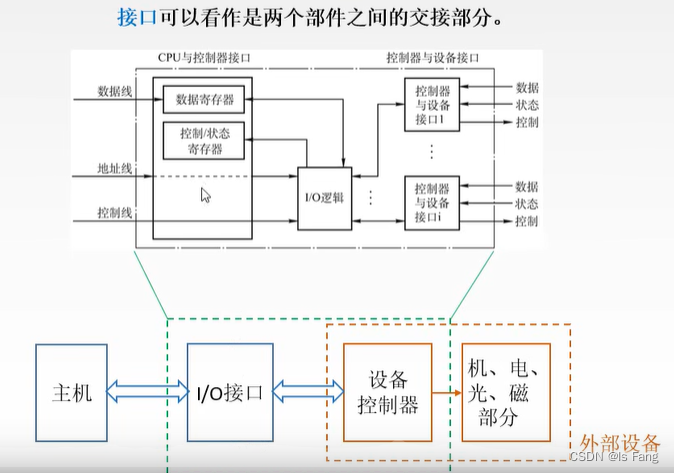 接口可以看作是两个部件之间的交接部分。
CPU与控制器接口
控制器与设备接口
数据线
数据寄存器
控制/状态
寄存器
地址线
控制线
I/O逻辑
控制器
与设备
接口1
数据
状态
控制
⋮
⋮
控制器
与设备
接口i
数据
状态
控制
主机
I/O接口
设备
控制器
机、电、
光、磁
部分
外部设备
CSDN @Is Fang